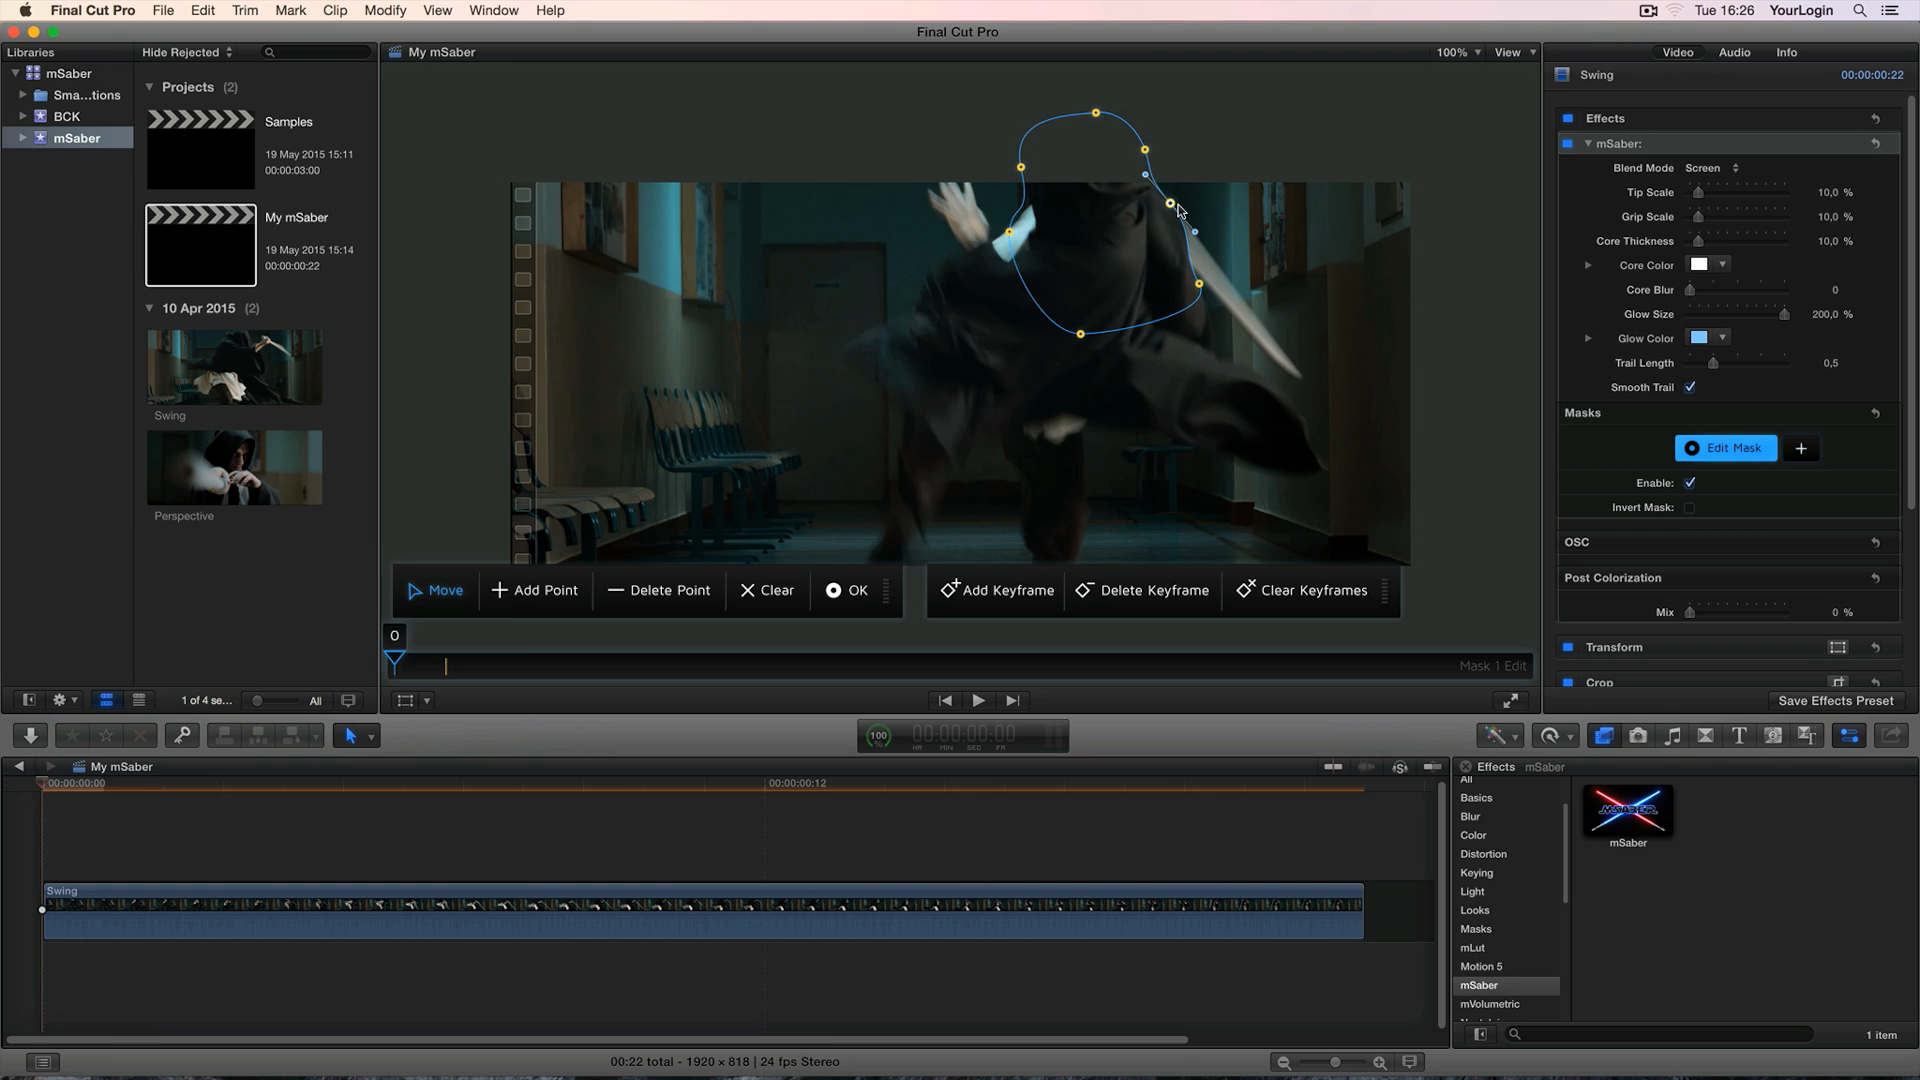 Final Cut Pro File Edit Trim Mark Clip Modify View Window Help
Tue 16:26 YourLogin
Final Cut Pro
Libraries
mSaber
Sma...tions
BCK
mSaber
Hide Rejected
Projects (2)
Samples
19 May 2015 15:11
00:00:03:00
My mSaber
19 May 2015 15:14
00:00:00:22
10 Apr 2015 (2)
Swing
Perspective
1 of 4 se... All
My mSaber
100% View
Move Add Point Delete Point Clear OK
Add Keyframe Delete Keyframe Clear Keyframes
0
Mask 1 Edit
Video Audio Info
Swing 00:00:00:22
Effects
mSaber:
Blend Mode Screen
Tip Scale 10,0 %
Grip Scale 10,0 %
Core Thickness 10,0 %
Core Color
Core Blur 0
Glow Size 200,0 %
Glow Color
Trail Length 0,5
Smooth Trail
Masks
Edit Mask
Enable:
Invert Mask:
OSC
Post Colorization
Mix 0 %
Transform
Crop
Save Effects Preset
100 %
00:00:00:00
HR MIN SEC FR
My mSaber
00:00:00:00 00:00:00:12
Swing
Effects mSaber
All
Basics
Blur
Color
Distortion
Keying
Light
Looks
Masks
mLut
Motion 5
mSaber
mVolumetric
MSABER
mSaber
1 item
00:22 total - 1920 × 818 | 24 fps Stereo